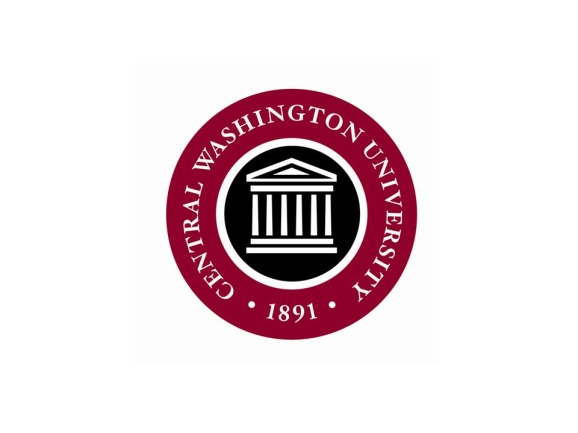 CENTRAL WASHINGTON UNIVERSITY
• 1891 •